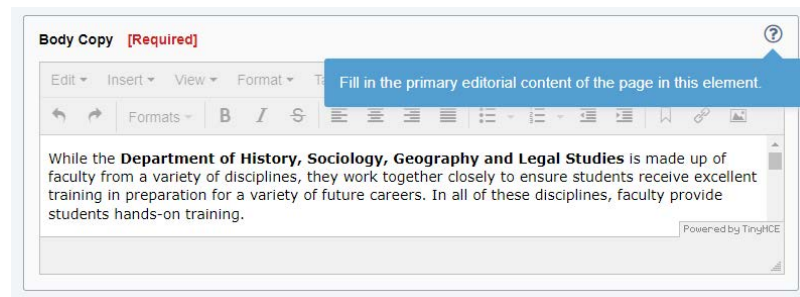 Body Copy [Required]
?
Fill in the primary editorial content of the page in this element.
Edit Insert View Format
Formats B I S
While the Department of History, Sociology, Geography and Legal Studies is made up of
faculty from a variety of disciplines, they work together closely to ensure students receive excellent
training in preparation for a variety of future careers. In all of these disciplines, faculty provide
students hands-on training.
Powered by TinyMCE